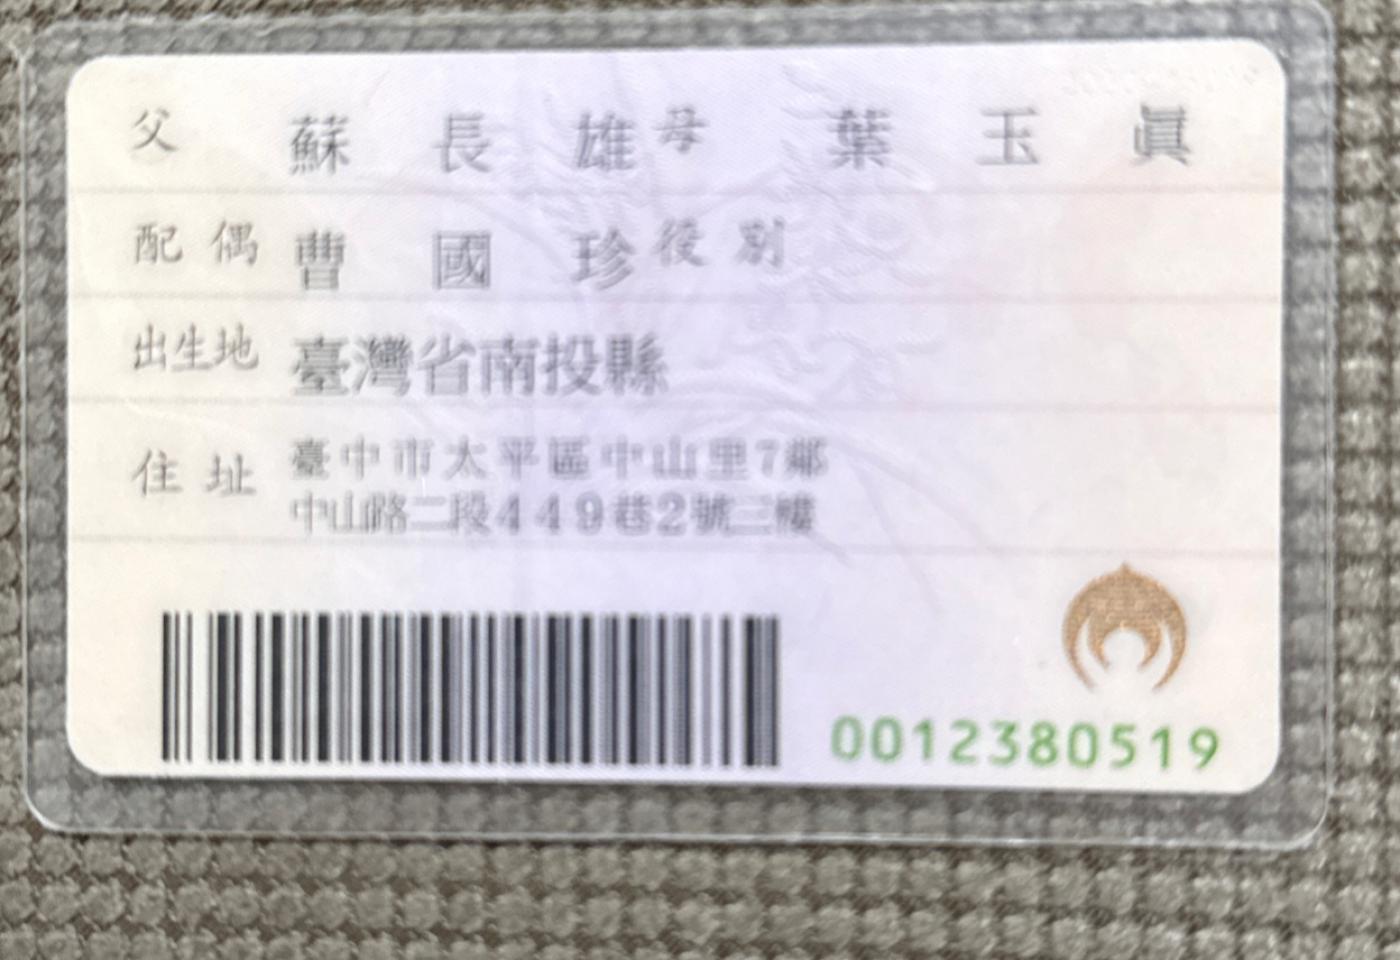 父 蘇長雄 母 葉玉眞
配偶 曹國珍 役別
出生地 臺灣省南投縣
住址 臺中市太平區中山里7鄰
中山路二段449巷2號三樓
0012380519